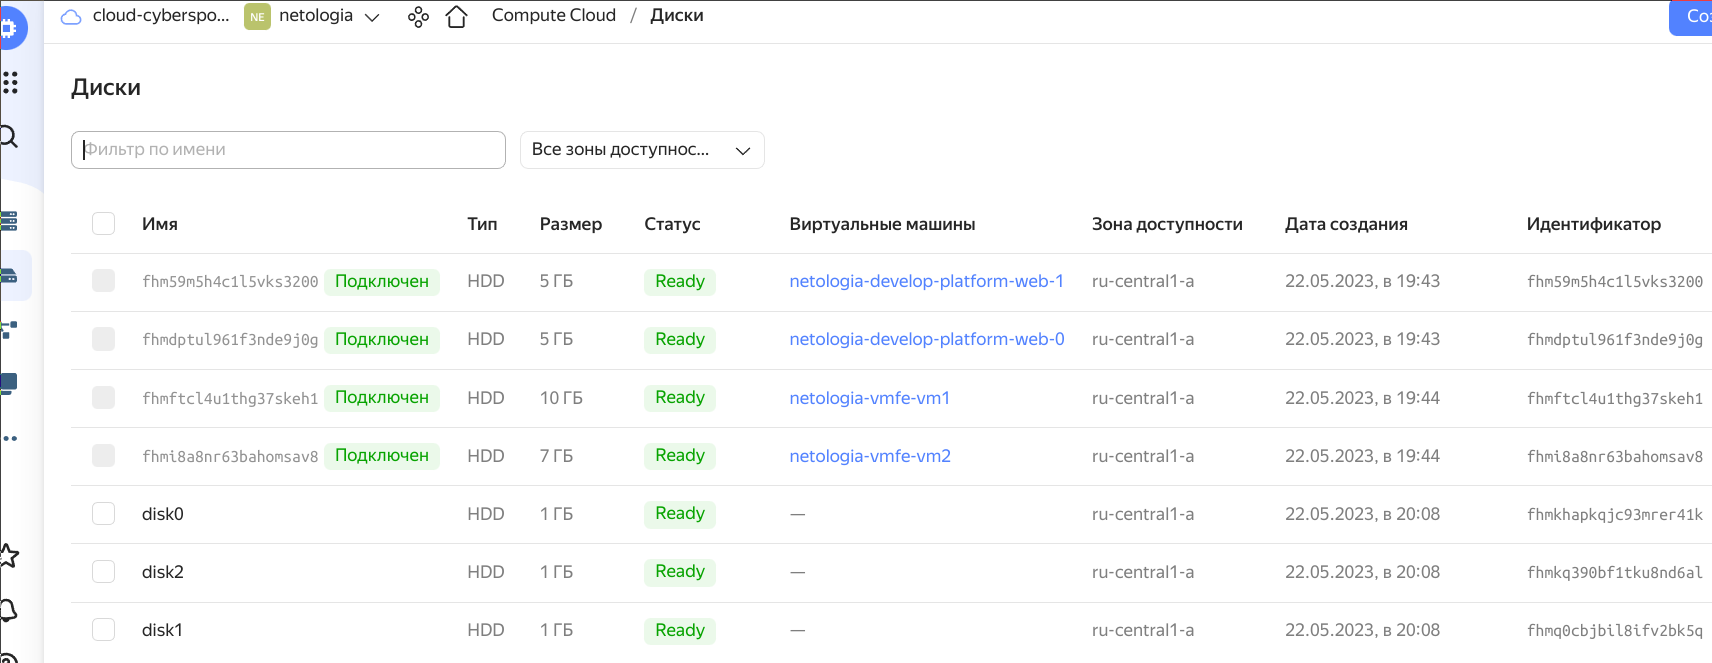 cloud-cyberspo... NE netologia Compute Cloud / Диски
Диски
Фильтр по имени Все зоны доступнос...
Имя Тип Размер Статус Виртуальные машины Зона доступности Дата создания Идентификатор
fhm59m5h4c1l5vks3200 Подключен HDD 5 ГБ Ready netologia-develop-platform-web-1 ru-central1-a 22.05.2023, в 19:43 fhm59m5h4c1l5vks3200
fhmdptul961f3nde9j0g Подключен HDD 5 ГБ Ready netologia-develop-platform-web-0 ru-central1-a 22.05.2023, в 19:43 fhmdptul961f3nde9j0g
fhmftcl4u1thg37skeh1 Подключен HDD 10 ГБ Ready netologia-vmfe-vm1 ru-central1-a 22.05.2023, в 19:44 fhmftcl4u1thg37skeh1
fhmi8a8nr63bahomsav8 Подключен HDD 7 ГБ Ready netologia-vmfe-vm2 ru-central1-a 22.05.2023, в 19:44 fhmi8a8nr63bahomsav8
disk0 HDD 1 ГБ Ready — ru-central1-a 22.05.2023, в 20:08 fhmkhapkqjc93mrer41k
disk2 HDD 1 ГБ Ready — ru-central1-a 22.05.2023, в 20:08 fhmkq390bf1tku8nd6al
disk1 HDD 1 ГБ Ready — ru-central1-a 22.05.2023, в 20:08 fhmq0cbjbil8ifv2bk5q